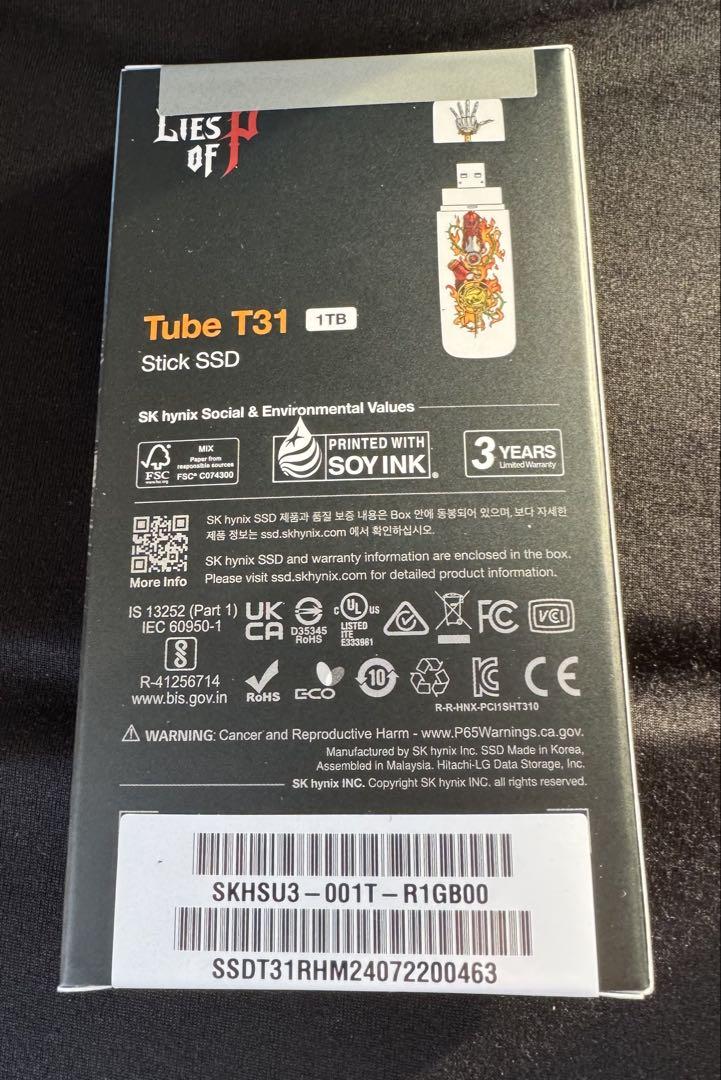 LIES
OF P
Tube T31 1TB
Stick SSD
SK hynix Social & Environmental Values
FSC
www.fsc.org
MIX
Paper from
responsible sources
FSC® C074300
PRINTED WITH
SOY INK®
3 YEARS
Limited Warranty
More Info
SK hynix SSD 제품과 품질 보증 내용은 Box 안에 동봉되어 있으며, 보다 자세한
제품 정보는 ssd.skhynix.com 에서 확인하십시오.
SK hynix SSD and warranty information are enclosed in the box.
Please visit ssd.skhynix.com for detailed product information.
IS 13252 (Part 1)
IEC 60950-1
R-41256714
www.bis.gov.in
UK
CA
D35345
RoHS
c UL US
LISTED
ITE
E333981
FC
VCI
RoHS
ECO
10
R-R-HNX-PCI1SHT310
CE
⚠ WARNING: Cancer and Reproductive Harm - www.P65Warnings.ca.gov.
Manufactured by SK hynix Inc. SSD Made in Korea,
Assembled in Malaysia. Hitachi-LG Data Storage, Inc.
SK hynix INC. Copyright SK hynix INC. all rights reserved.
SKHSU3-001T-R1GB00
SSDT31RHM24072200463